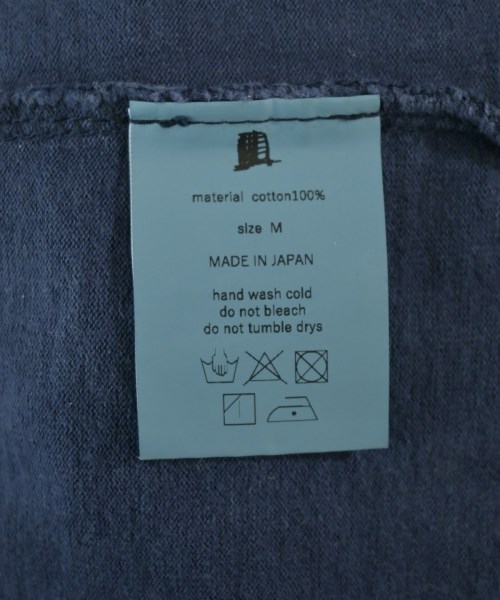 material cotton100%
size M
MADE IN JAPAN
hand wash cold
do not bleach
do not tumble drys